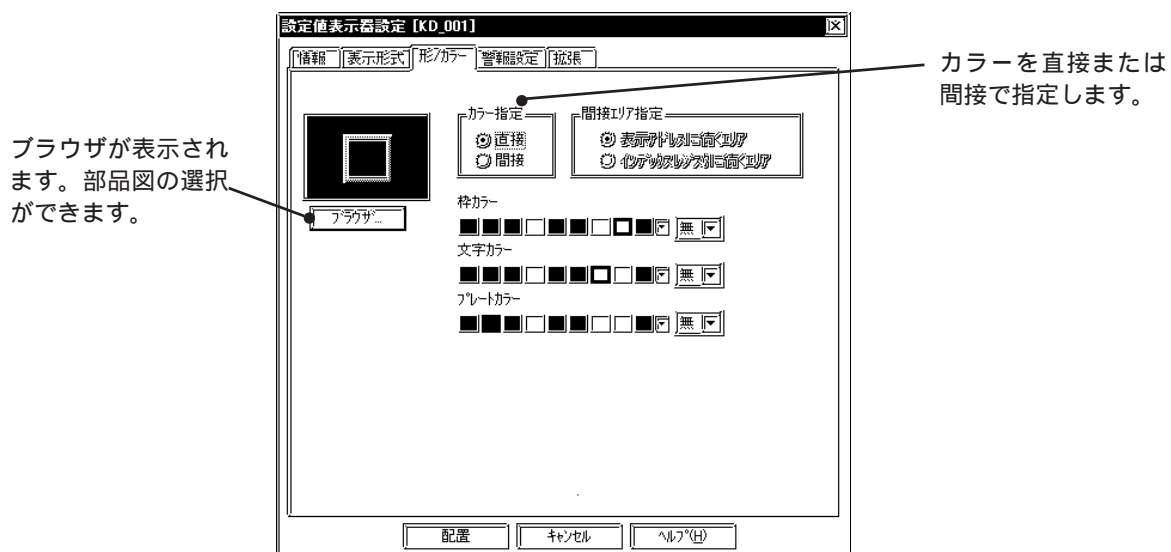 設定値表示器設定 [KD_001]
情報 表示形式 形/カラー 警報設定 拡張
カラーを直接または
間接で指定します。
カラー指定
直接
間接
間接エリア指定
表示アドレスに続くエリア
インデックスレジスタに続くエリア
ブラウザが表示され
ます。部品図の選択
ができます。
ブラウザ...
枠カラー
無
文字カラー
無
プレートカラー
無
配置 キャンセル ヘルプ(H)